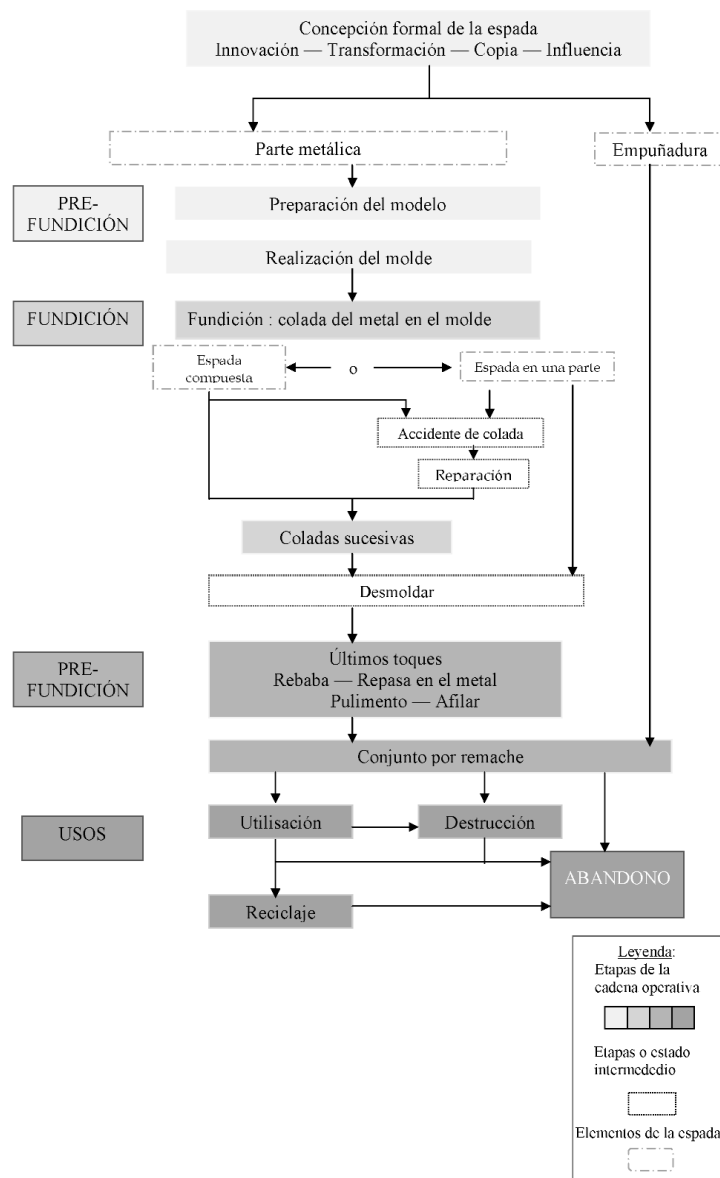 Concepción formal de la espada
Innovación — Transformación — Copia — Influencia
Parte metálica
Empuñadura
PRE-
FUNDICIÓN
Preparación del modelo
Realización del molde
FUNDICIÓN
Fundición : colada del metal en el molde
Espada
compuesta
o
Espada en una parte
Accidente de colada
Reparación
Coladas sucesivas
Desmoldar
PRE-
FUNDICIÓN
Últimos toques
Rebaba — Repasa en el metal
Pulimento — Afilar
Conjunto por remache
USOS
Utilisación
Destrucción
ABANDONO
Reciclaje
Leyenda:
Etapas de la
cadena operativa
Etapas o estado
intermededio
Elementos de la espada